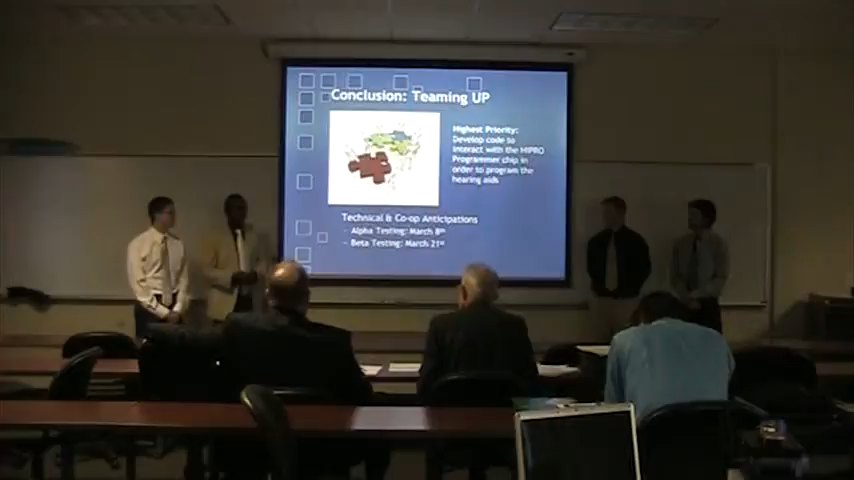 Conclusion: Teaming UP
Highest Priority:
Develop code to
interact with the HIPRO
Programmer chip in
order to program the
hearing aids
Technical & Co-op Anticipations
– Alpha Testing: March 8th
– Beta Testing: March 21st